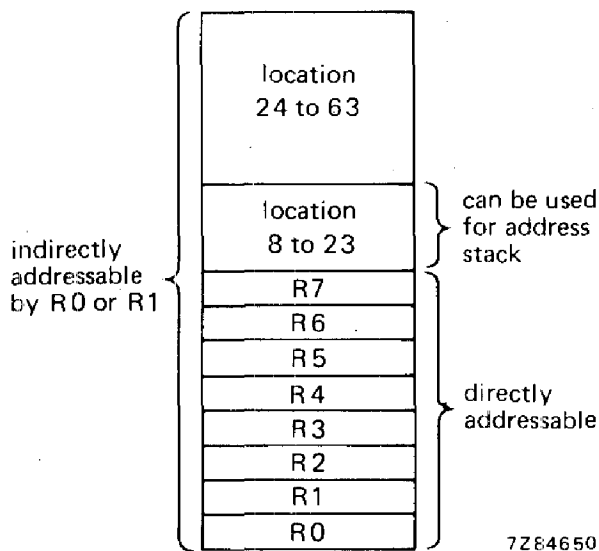 location
24 to 63
location
8 to 23
can be used
for address
stack
indirectly
addressable
by R0 or R1
R7
R6
R5
R4
R3
R2
R1
R0
directly
addressable
7Z84650